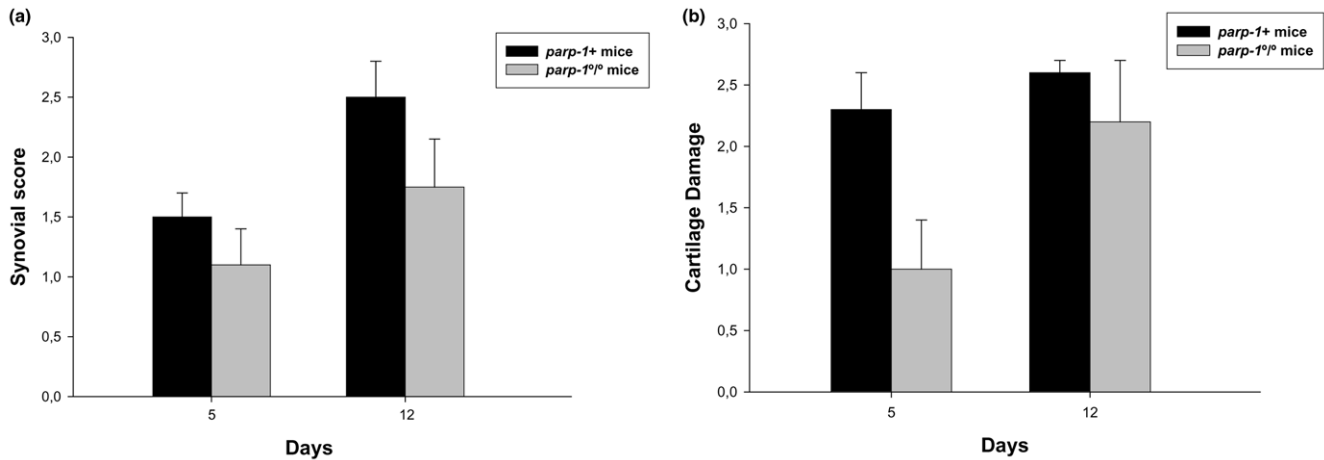 (a)
3,0
2,5
2,0
1,5
1,0
0,5
0,0
Synovial score
parp-1+ mice
parp-1º/º mice
5 12
Days
(b)
3,0
2,5
2,0
1,5
1,0
0,5
0,0
Cartilage Damage
parp-1+ mice
parp-1º/º mice
5 12
Days